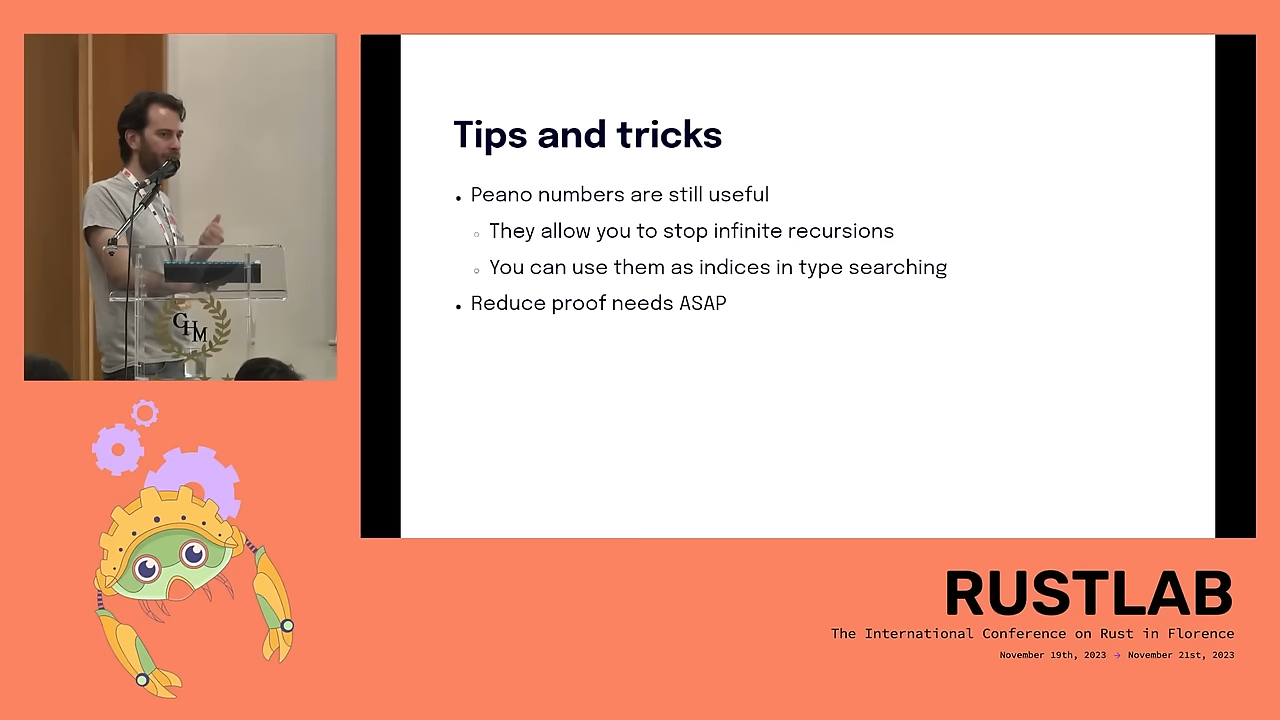 Tips and tricks
• Peano numbers are still useful
◦ They allow you to stop infinite recursions
◦ You can use them as indices in type searching
• Reduce proof needs ASAP
GHM
RUSTLAB
The International Conference on Rust in Florence
November 19th, 2023 → November 21st, 2023